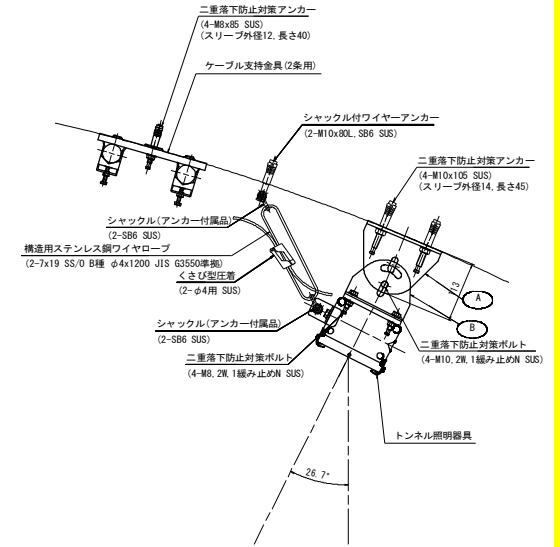 二重落下防止対策アンカー
(4-M8x85 SUS)
(スリーブ外径12, 長さ40)
ケーブル支持金具(2条用)
シャックル付ワイヤーアンカー
(2-M10x80L, SB6 SUS)
二重落下防止対策アンカー
(4-M10x105 SUS)
(スリーブ外径14, 長さ45)
シャックル(アンカー付属品)
(2-SB6 SUS)
構造用ステンレス鋼ワイヤロープ
(2-7x19 SS/O B種 φ4x1200 JIS G3550準拠)
くさび型圧着
(2-φ4用 SUS)
113
A
B
シャックル(アンカー付属品)
(2-SB6 SUS)
二重落下防止対策ボルト
(4-M8, 2W, 1緩み止めN SUS)
二重落下防止対策ボルト
(4-M10, 2W, 1緩み止めN SUS)
トンネル照明器具
26.7°